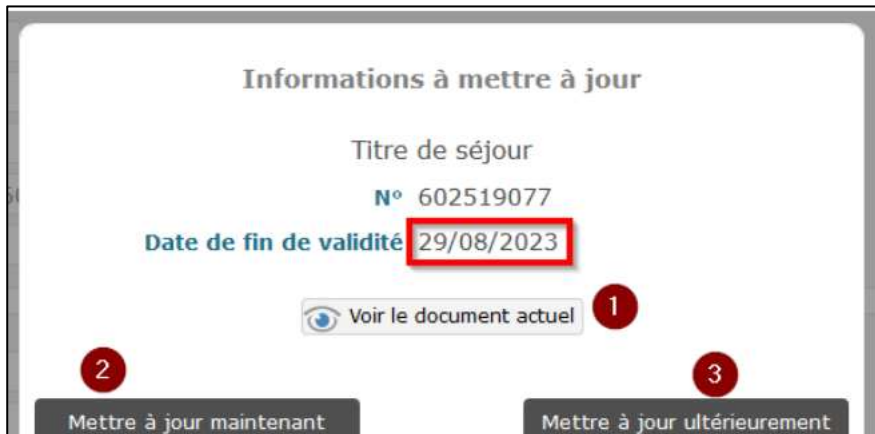 Informations à mettre à jour
Titre de séjour
Nº 602519077
Date de fin de validité 29/08/2023
Voir le document actuel 1
2
3
Mettre à jour maintenant
Mettre à jour ultérieurement